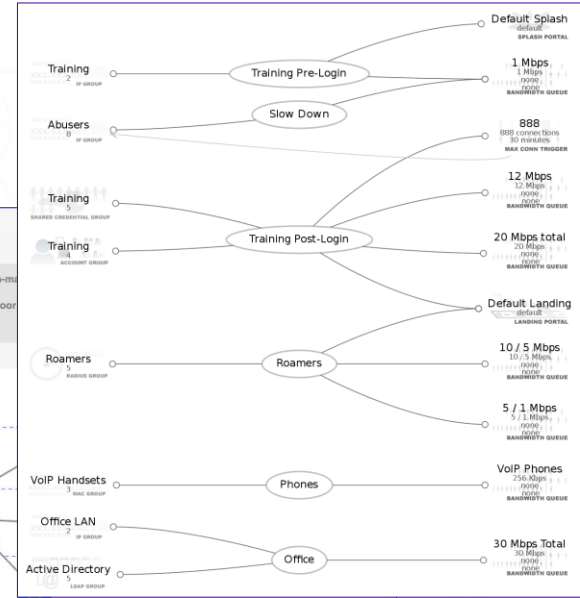 Default Splash
default
SPLASH PORTAL
Training
2
IP GROUP
Training Pre-Login
1 Mbps
1 Mbps
none
none
BANDWIDTH QUEUE
Slow Down
Abusers
8
IP GROUP
888
888 connections
30 minutes
MAX CONN TRIGGER
12 Mbps
12 Mbps
none
none
BANDWIDTH QUEUE
Training
5
SHARED CREDENTIAL GROUP
Training Post-Login
Training
4
ACCOUNT GROUP
20 Mbps total
20 Mbps
none
none
BANDWIDTH QUEUE
Default Landing
default
LANDING PORTAL
Roamers
5
RADIUS GROUP
Roamers
10 / 5 Mbps
10 / 5 Mbps
none
none
BANDWIDTH QUEUE
5 / 1 Mbps
5 / 1 Mbps
none
none
BANDWIDTH QUEUE
VoIP Handsets
3
MAC GROUP
Phones
VoIP Phones
256 Kbps
none
none
BANDWIDTH QUEUE
Office LAN
2
IP GROUP
Office
30 Mbps Total
30 Mbps
none
none
BANDWIDTH QUEUE
Active Directory
5
LDAP GROUP